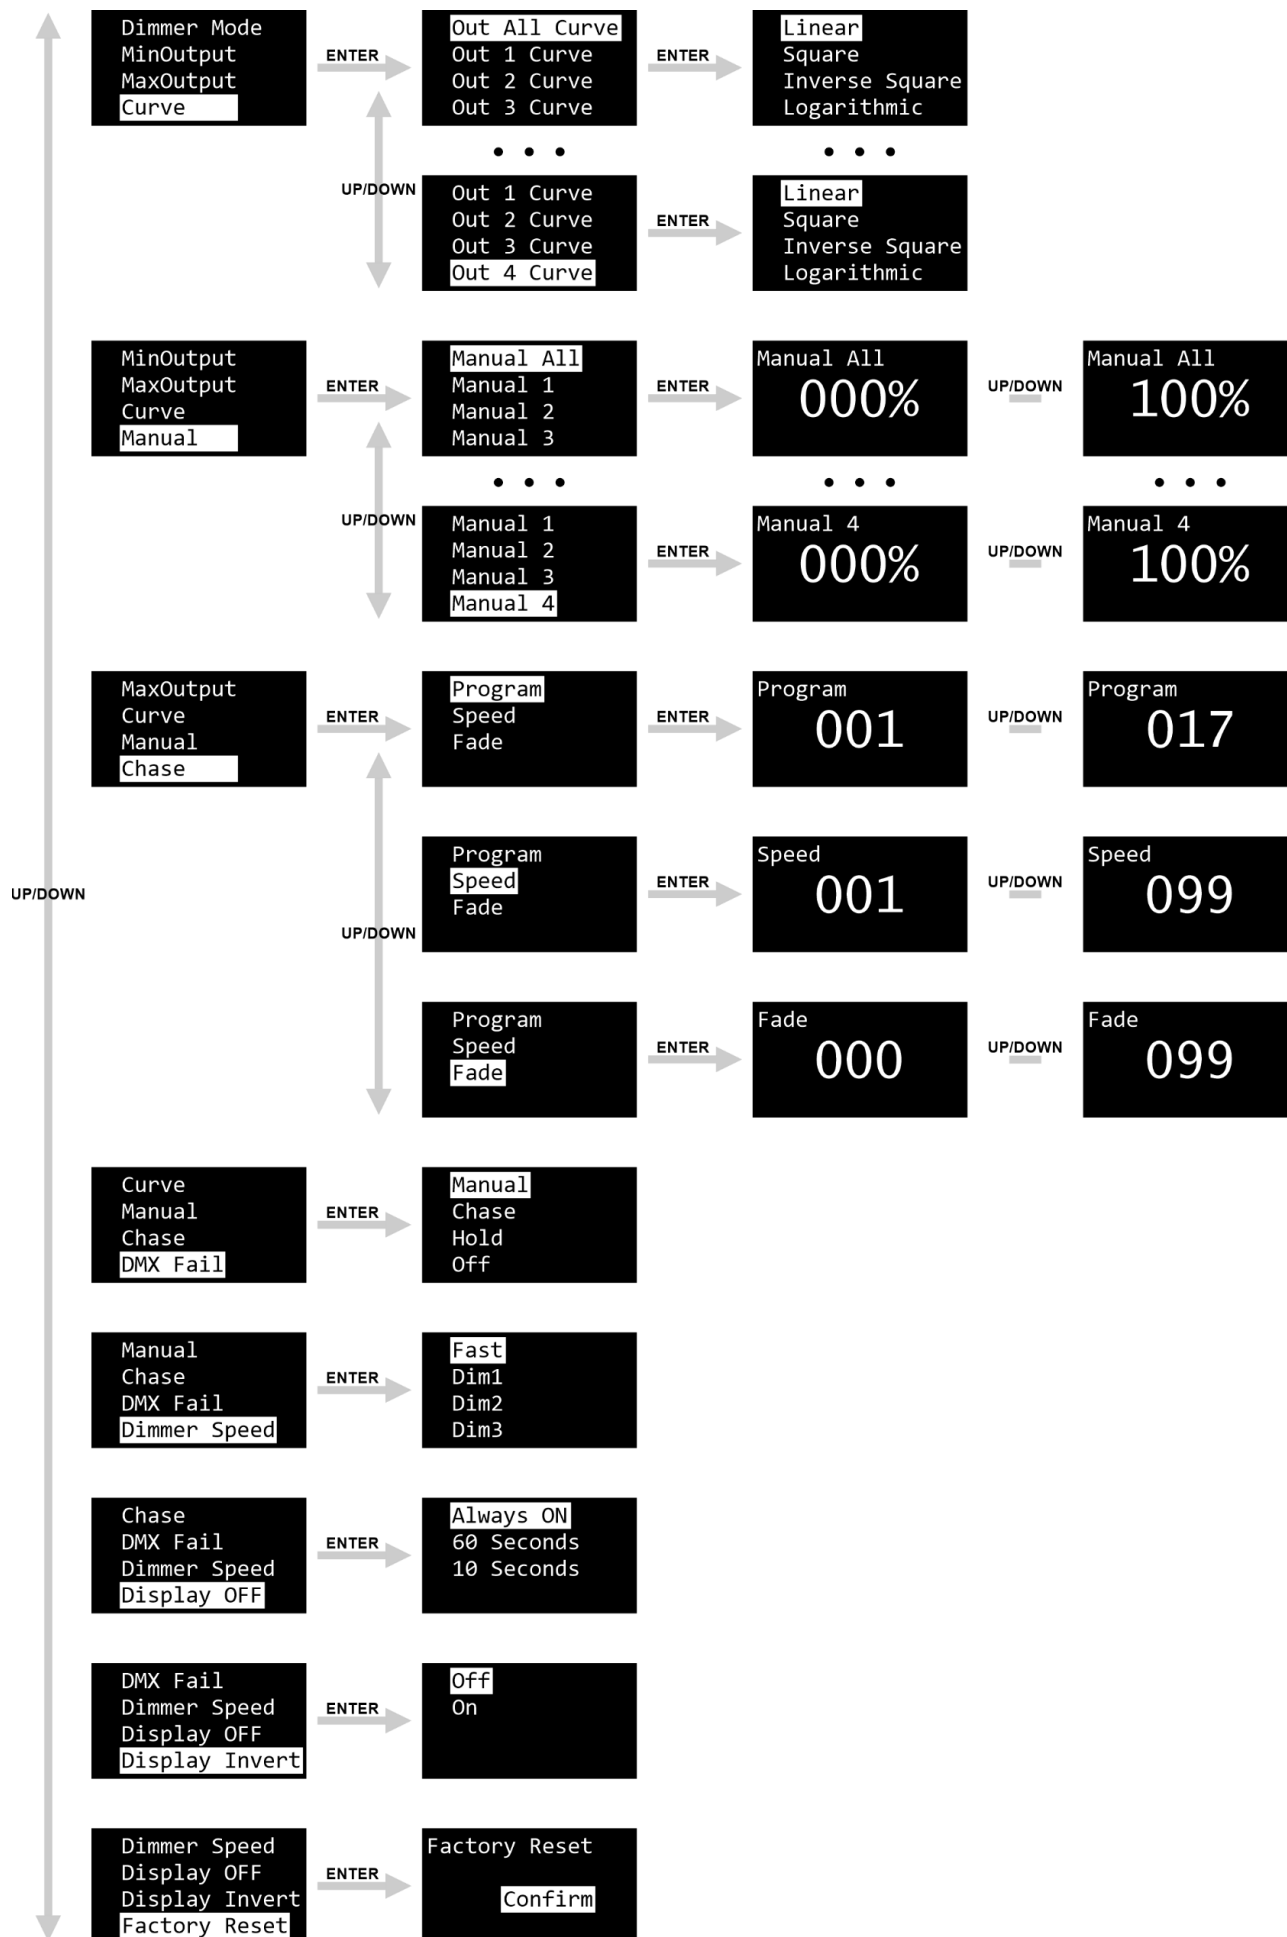 Dimmer Mode
MinOutput
MaxOutput
Curve
ENTER
Out All Curve
Out 1 Curve
Out 2 Curve
Out 3 Curve
ENTER
Linear
Square
Inverse Square
Logarithmic
• • •
• • •
UP/DOWN
Out 1 Curve
Out 2 Curve
Out 3 Curve
Out 4 Curve
ENTER
Linear
Square
Inverse Square
Logarithmic
MinOutput
MaxOutput
Curve
Manual
ENTER
Manual All
Manual 1
Manual 2
Manual 3
ENTER
Manual All
000%
UP/DOWN
Manual All
100%
• • •
• • •
• • •
UP/DOWN
Manual 1
Manual 2
Manual 3
Manual 4
ENTER
Manual 4
000%
UP/DOWN
Manual 4
100%
MaxOutput
Curve
Manual
Chase
ENTER
Program
Speed
Fade
ENTER
Program
001
UP/DOWN
Program
017
UP/DOWN
UP/DOWN
Program
Speed
Fade
ENTER
Speed
001
UP/DOWN
Speed
099
Program
Speed
Fade
ENTER
Fade
000
UP/DOWN
Fade
099
Curve
Manual
Chase
DMX Fail
ENTER
Manual
Chase
Hold
Off
Manual
Chase
DMX Fail
Dimmer Speed
ENTER
Fast
Dim1
Dim2
Dim3
Chase
DMX Fail
Dimmer Speed
Display OFF
ENTER
Always ON
60 Seconds
10 Seconds
DMX Fail
Dimmer Speed
Display OFF
Display Invert
ENTER
Off
On
Dimmer Speed
Display OFF
Display Invert
Factory Reset
ENTER
Factory Reset
Confirm